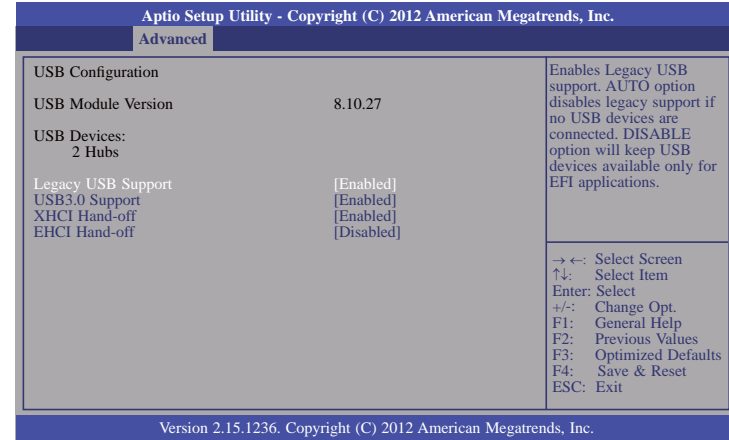 Aptio Setup Utility - Copyright (C) 2012 American Megatrends, Inc.
Advanced
USB Configuration
USB Module Version 8.10.27
USB Devices:
2 Hubs
Legacy USB Support [Enabled]
USB3.0 Support [Enabled]
XHCI Hand-off [Enabled]
EHCI Hand-off [Disabled]
Enables Legacy USB
support. AUTO option
disables legacy support if
no USB devices are
connected. DISABLE
option will keep USB
devices available only for
EFI applications.
→ ←: Select Screen
↑↓: Select Item
Enter: Select
+/-: Change Opt.
F1: General Help
F2: Previous Values
F3: Optimized Defaults
F4: Save & Reset
ESC: Exit
Version 2.15.1236. Copyright (C) 2012 American Megatrends, Inc.